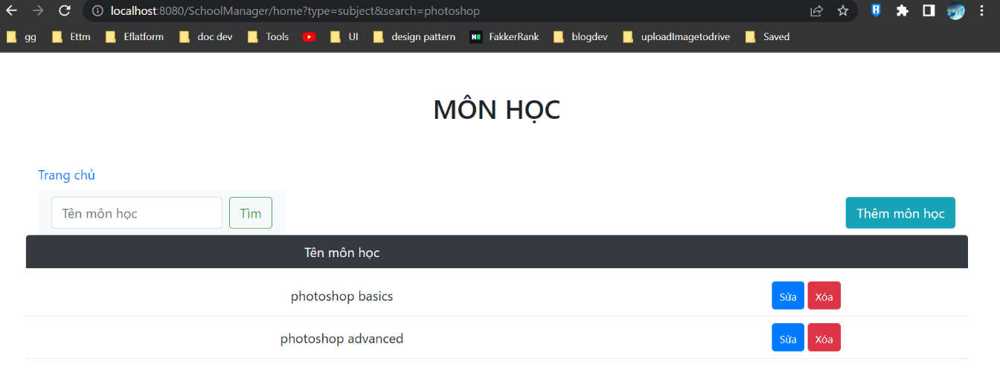 localhost:8080/SchoolManager/home?type=subject&search=photoshop
gg Ettm Eflatform doc dev Tools UI design pattern FakkerRank blogdev uploadImagetodrive Saved
MÔN HỌC
Trang chủ
Tên môn học Tìm Thêm môn học
Tên môn học
photoshop basics Sửa Xóa
photoshop advanced Sửa Xóa